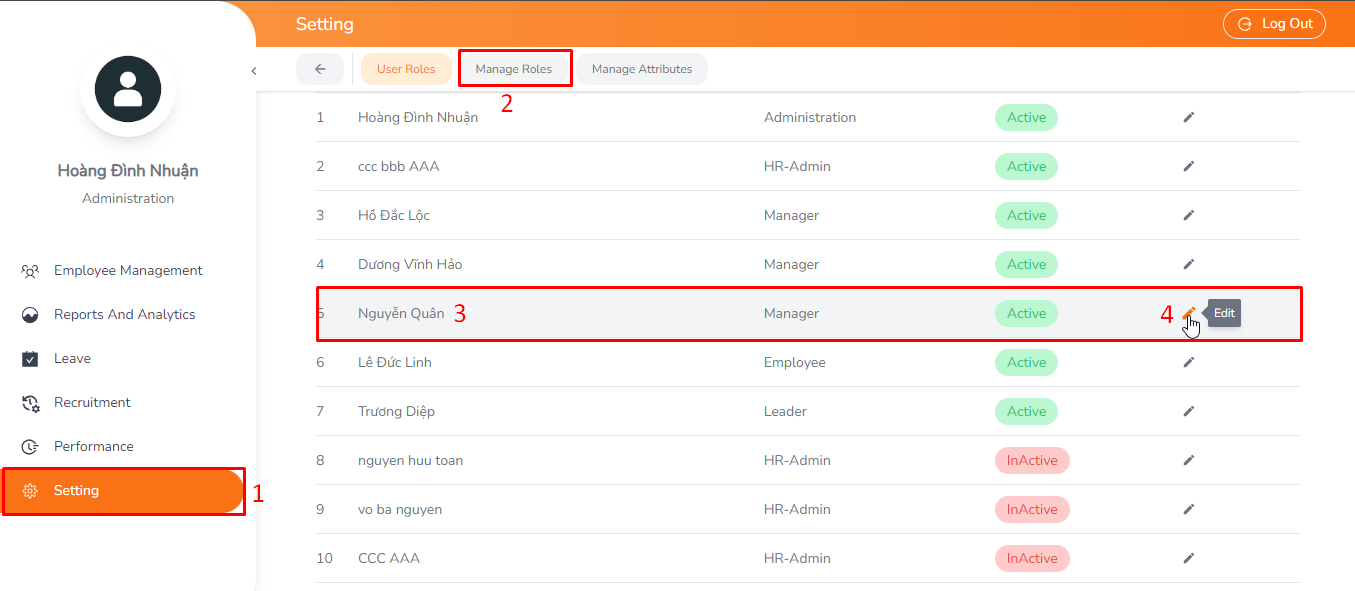 Setting
Log Out
User Roles
Manage Roles
Manage Attributes
2
Hoàng Đình Nhuận
Administration
Employee Management
Reports And Analytics
Leave
Recruitment
Performance
Setting
1
1 Hoàng Đình Nhuận Administration Active
2 ccc bbb AAA HR-Admin Active
3 Hồ Đắc Lộc Manager Active
4 Dương Vĩnh Hảo Manager Active
5 Nguyễn Quân 3 Manager Active 4 Edit
6 Lê Đức Linh Employee Active
7 Trương Diệp Leader Active
8 nguyen huu toan HR-Admin InActive
9 vo ba nguyen HR-Admin InActive
10 CCC AAA HR-Admin InActive